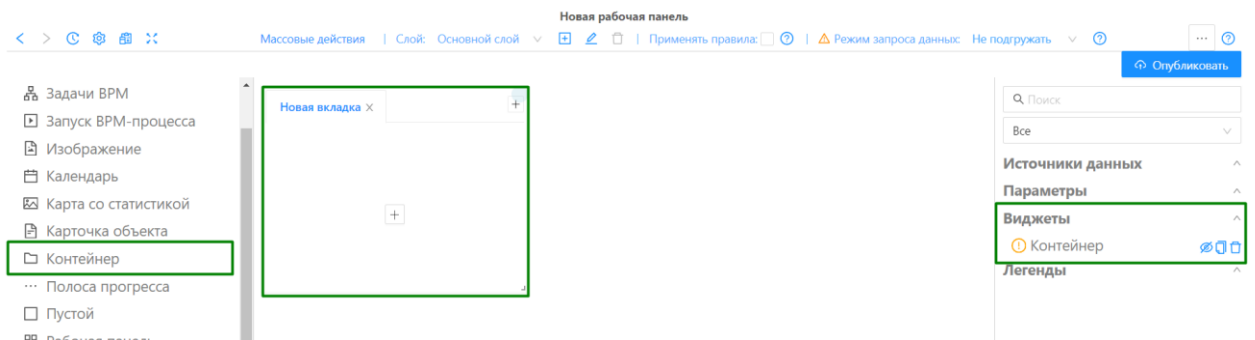 Новая рабочая панель
Массовые действия | Слой: Основной слой | Применять правила: | Режим запроса данных: Не подгружать
Опубликовать
Задачи BPM
Запуск BPM-процесса
Изображение
Календарь
Карта со статистикой
Карточка объекта
Контейнер
Полоса прогресса
Пустой
Рабочая панель
Новая вкладка
Поиск
Все
Источники данных
Параметры
Виджеты
Контейнер
Легенды